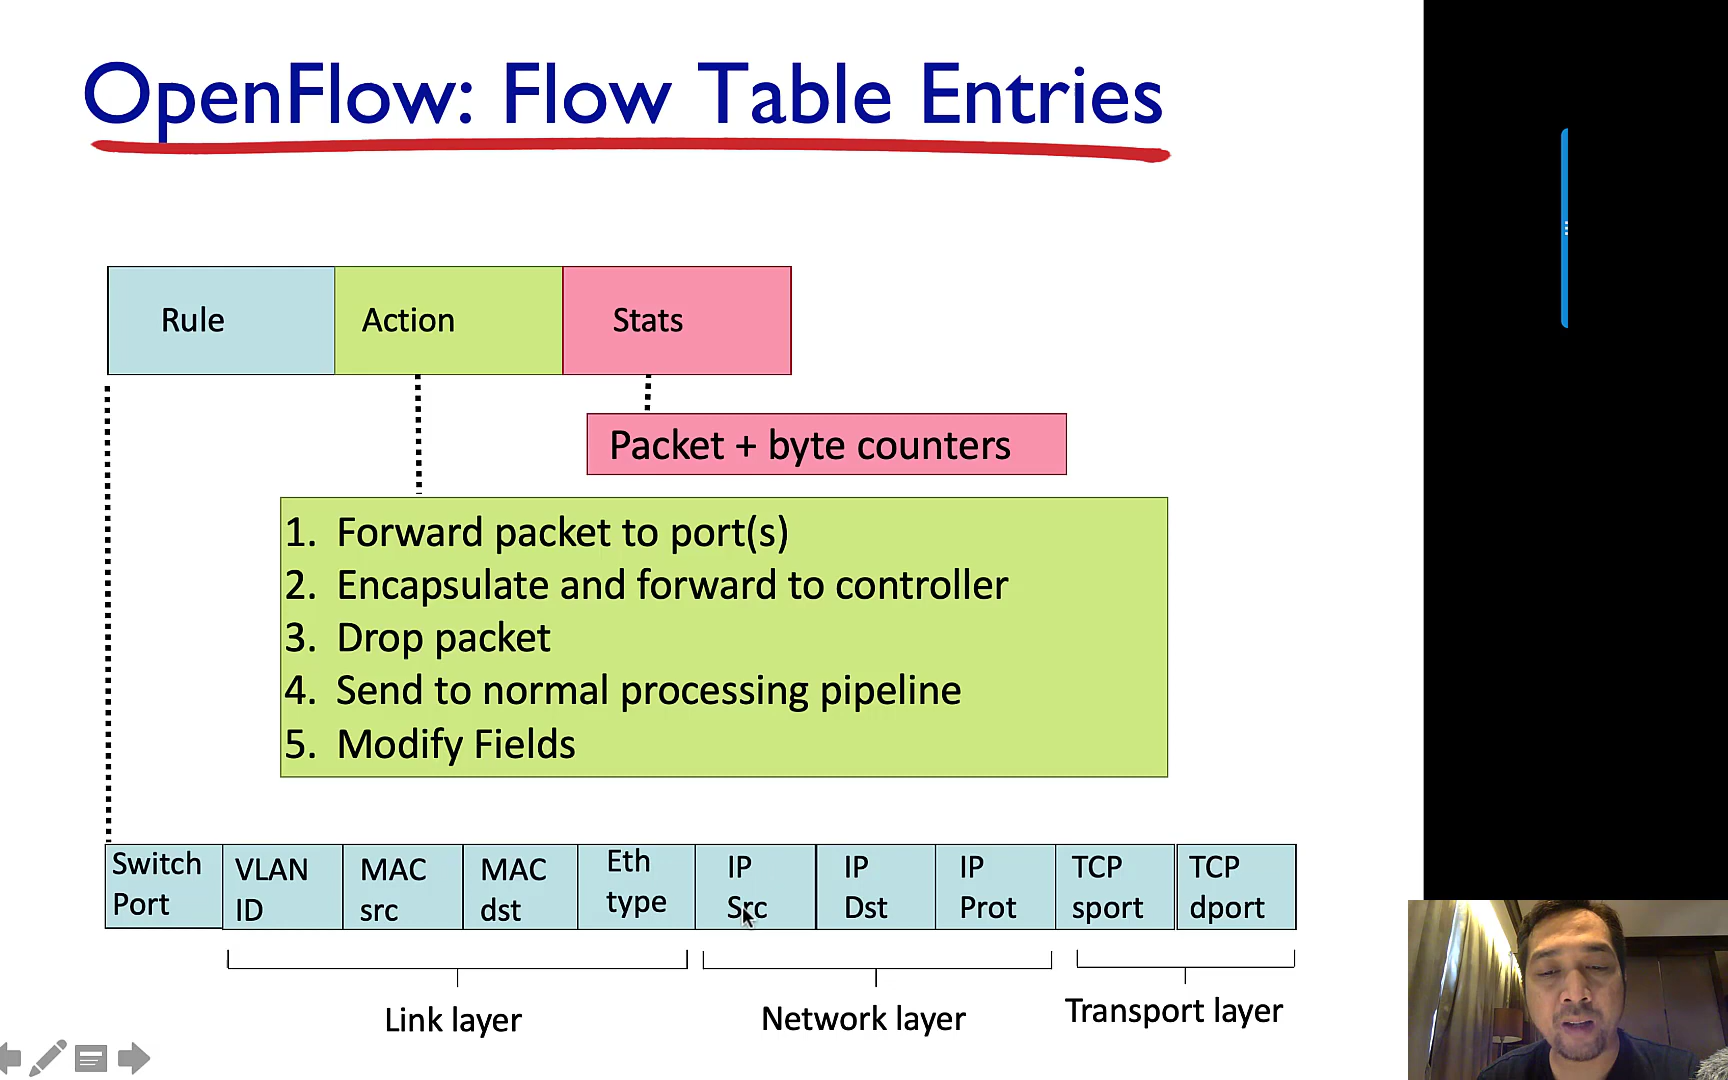 OpenFlow: Flow Table Entries
Rule
Action
Stats
Packet + byte counters
1. Forward packet to port(s)
2. Encapsulate and forward to controller
3. Drop packet
4. Send to normal processing pipeline
5. Modify Fields
Switch Port
VLAN ID
MAC src
MAC dst
Eth type
IP Src
IP Dst
IP Prot
TCP sport
TCP dport
Link layer
Network layer
Transport layer